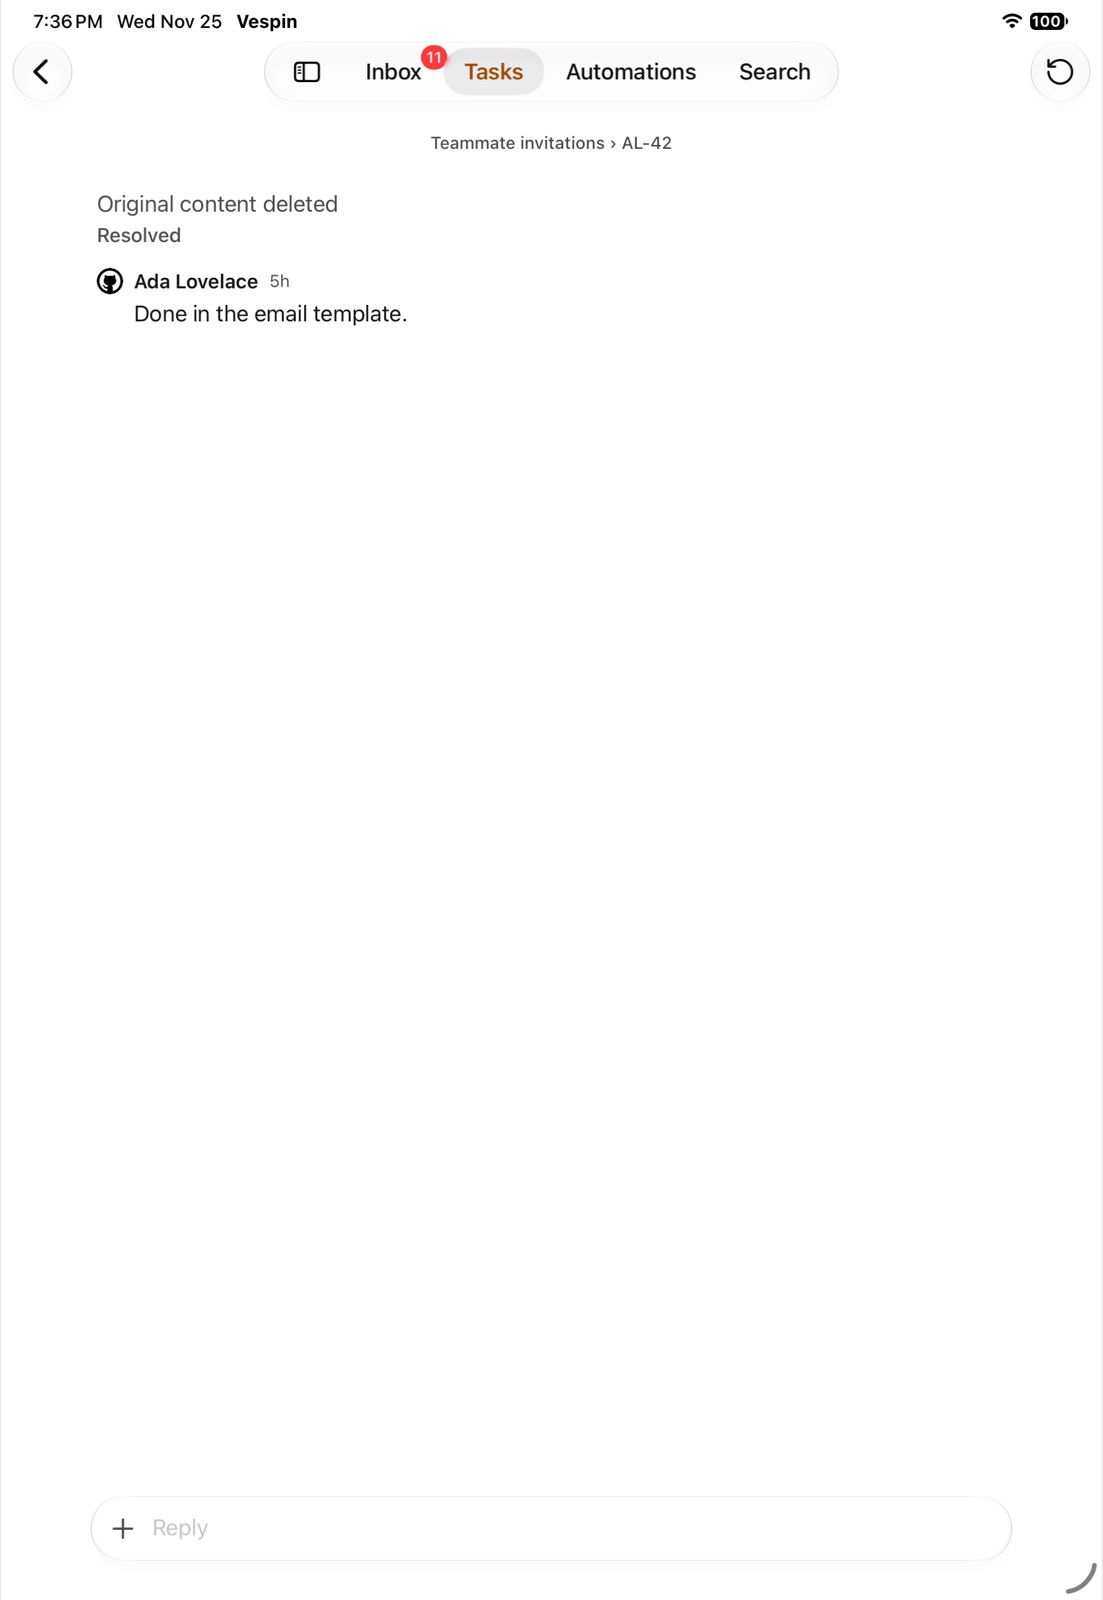 7:36 PM Wed Nov 25 Vespin
100
Inbox 11 Tasks Automations Search
Teammate invitations › AL-42
Original content deleted
Resolved
Ada Lovelace 5h
Done in the email template.
Reply